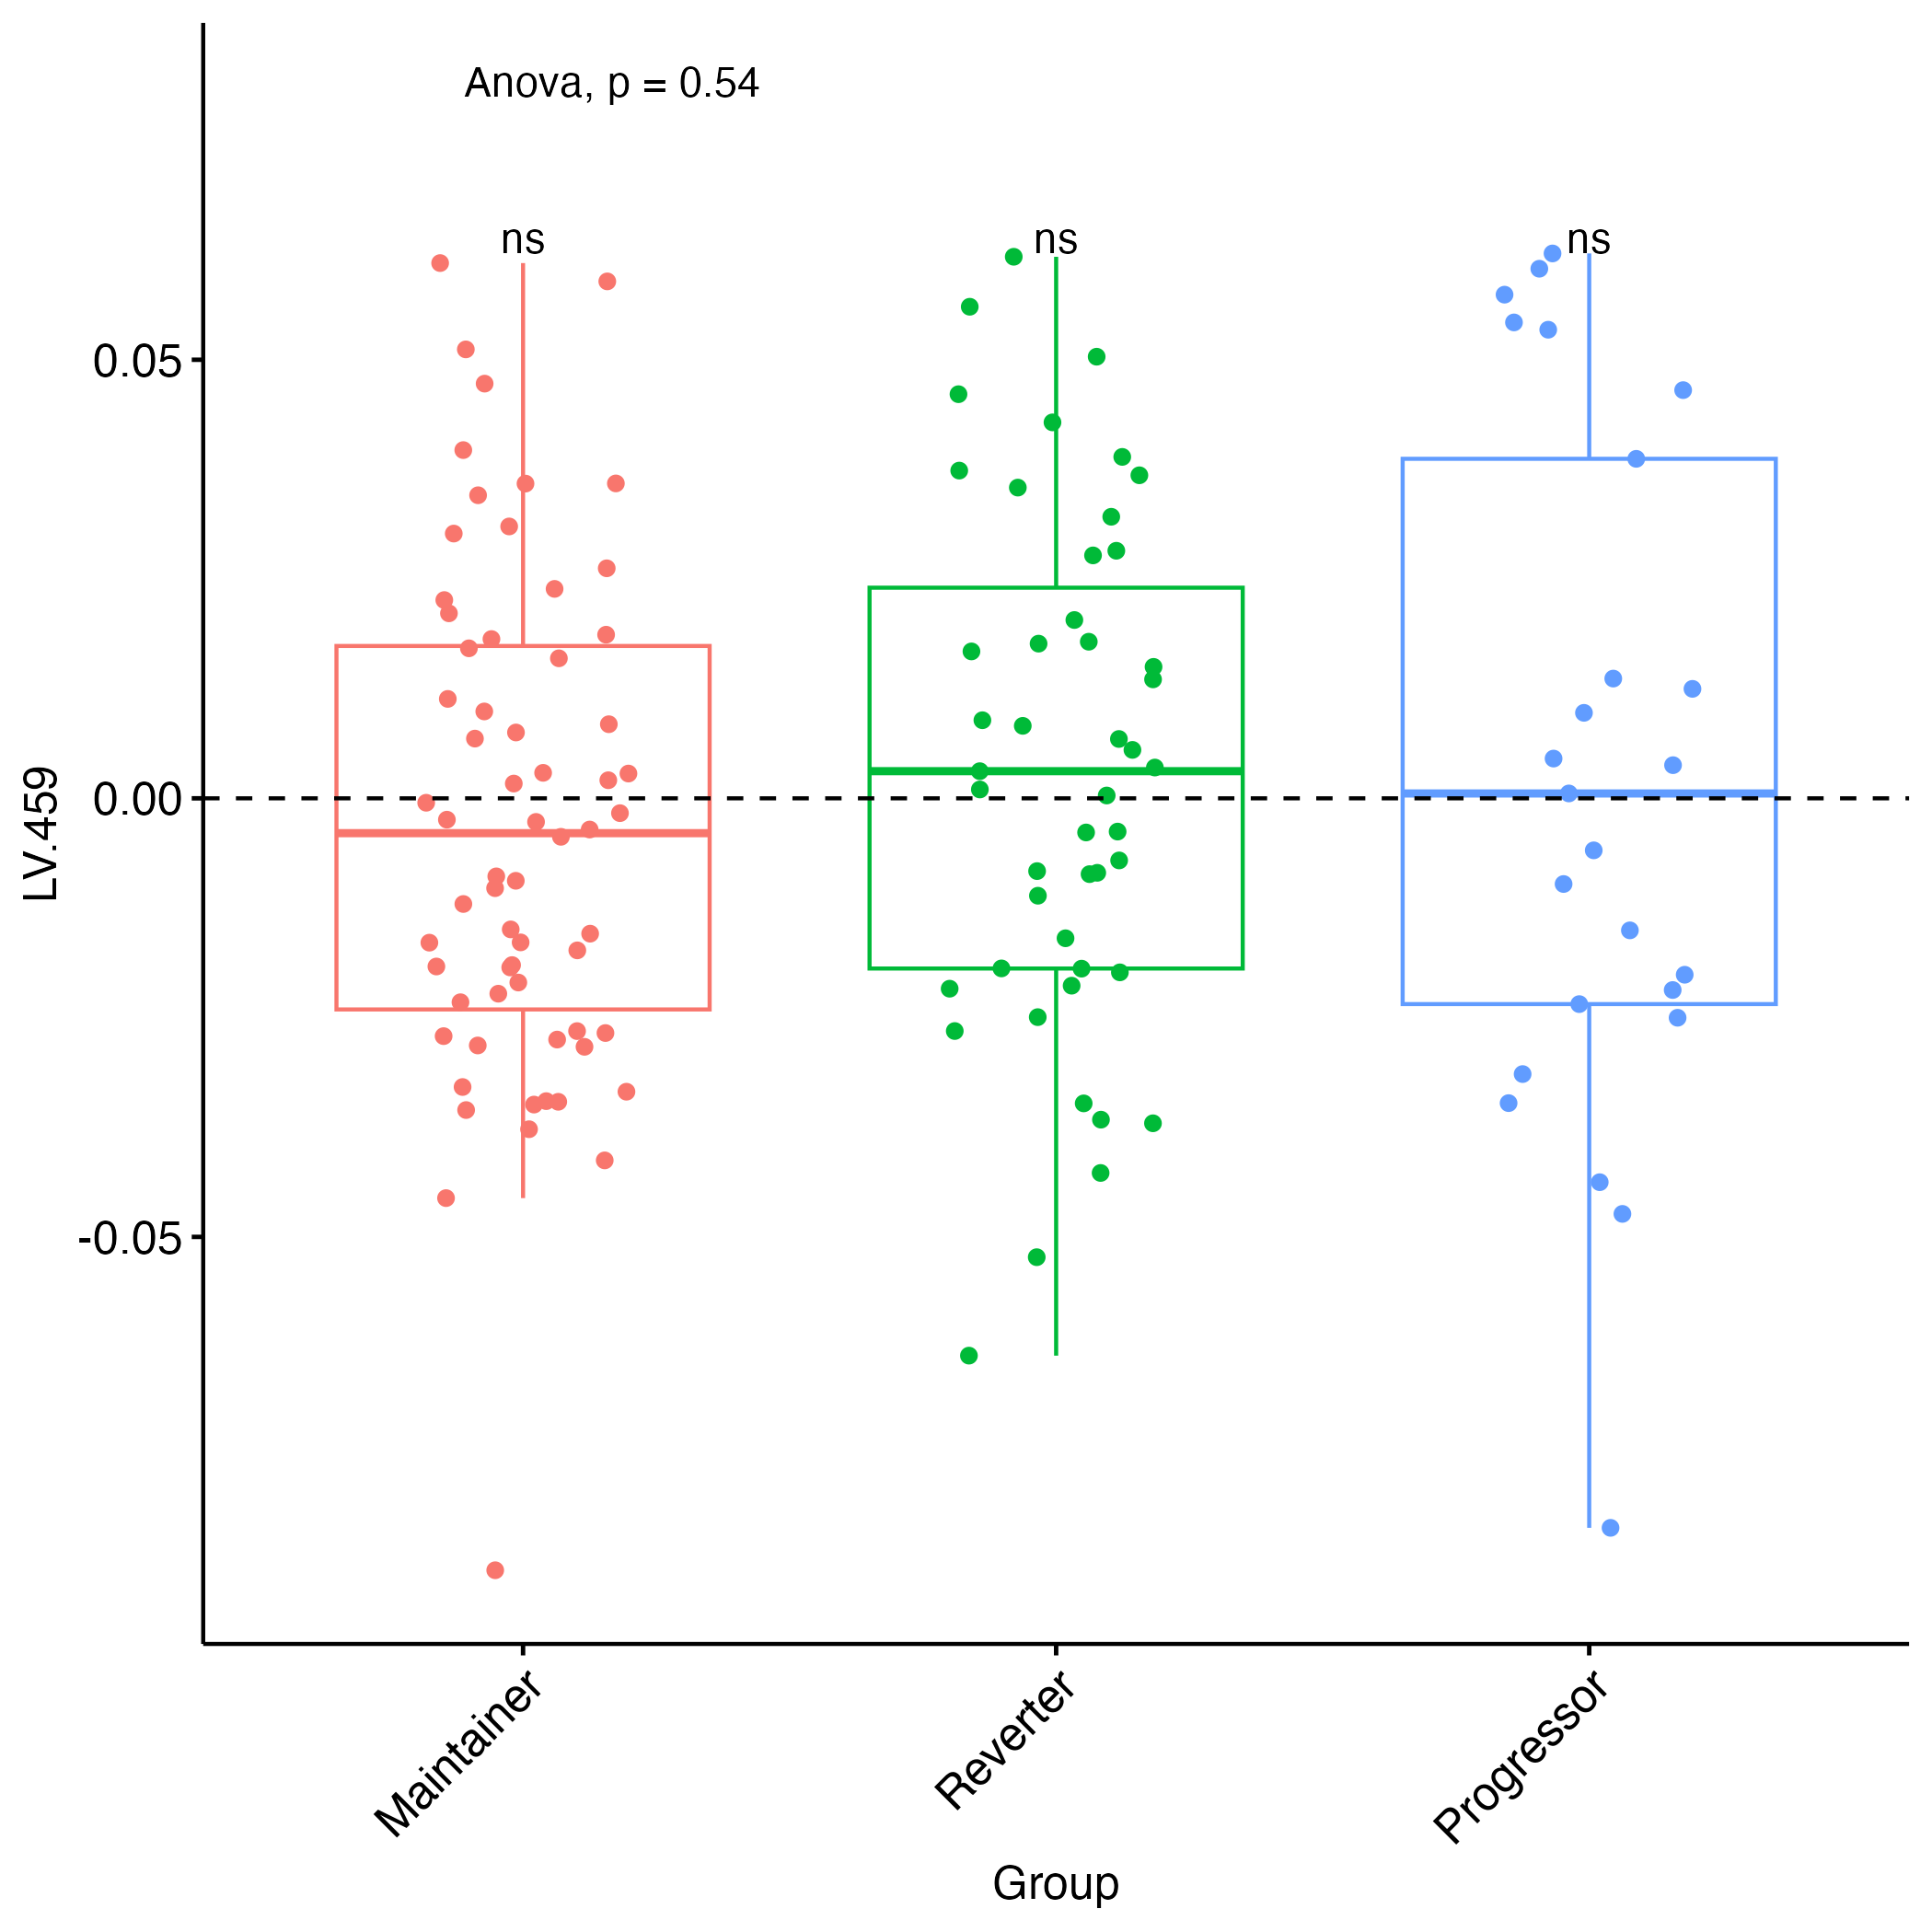 Anova, p = 0.54
ns
ns
ns
0.05
0.00
-0.05
LV.459
Maintainer
Reverter
Progressor
Group